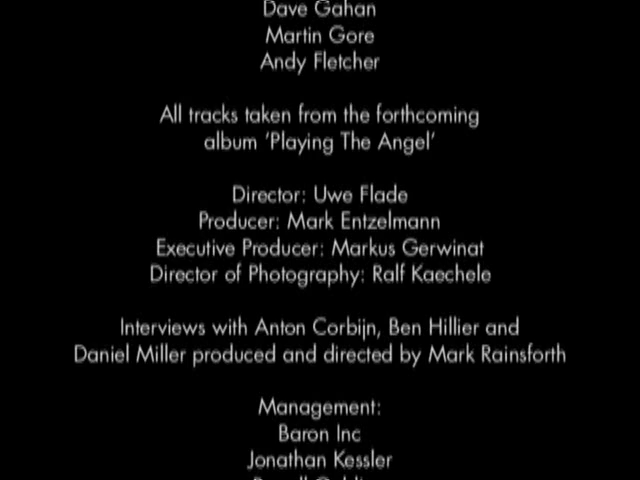 Dave Gahan
Martin Gore
Andy Fletcher
All tracks taken from the forthcoming
album 'Playing The Angel'
Director: Uwe Flade
Producer: Mark Entzelmann
Executive Producer: Markus Gerwinat
Director of Photography: Ralf Kaechele
Interviews with Anton Corbijn, Ben Hillier and
Daniel Miller produced and directed by Mark Rainsforth
Management:
Baron Inc
Jonathan Kessler